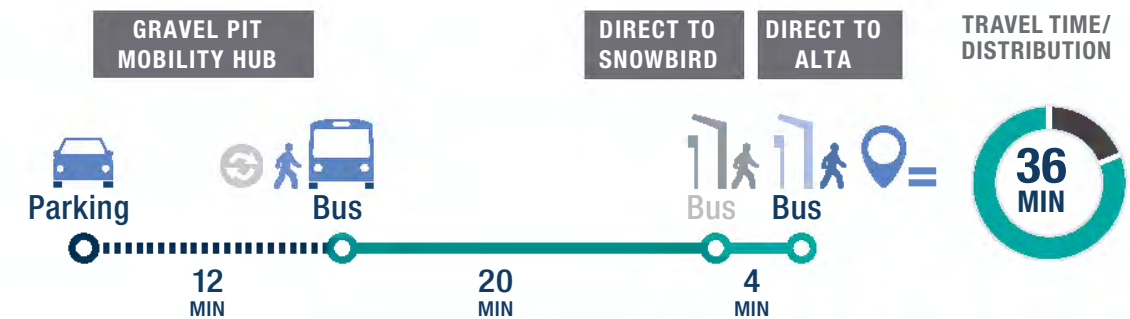 GRAVEL PIT
MOBILITY HUB
DIRECT TO
SNOWBIRD
DIRECT TO
ALTA
TRAVEL TIME/
DISTRIBUTION
Parking
Bus
Bus
Bus
=
36
MIN
12
MIN
20
MIN
4
MIN